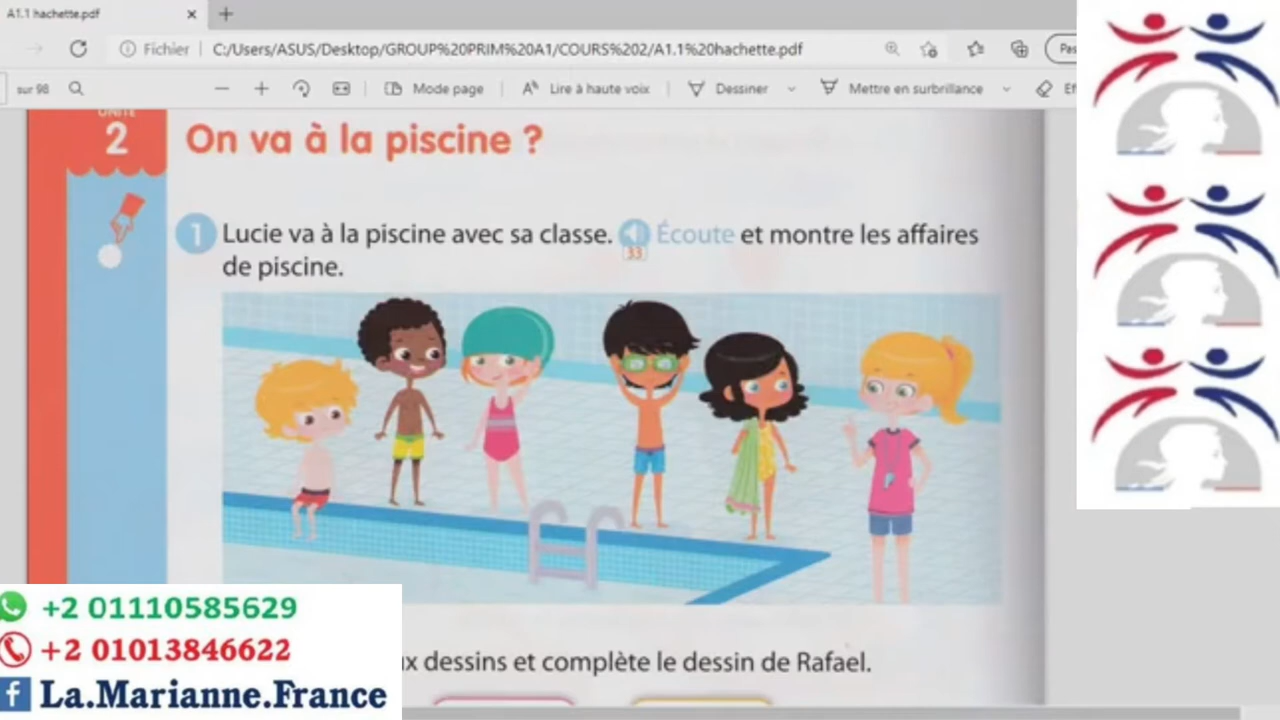 A1.1 hachette.pdf
Fichier
C:/Users/ASUS/Desktop/GROUP%20PRIM%20A1/COURS%202/A1.1%20hachette.pdf
sur 98
Mode page
Lire à haute voix
Dessiner
Mettre en surbrillance
UNITÉ
2
On va à la piscine ?
1 Lucie va à la piscine avec sa classe. Écoute et montre les affaires
33
de piscine.
dessins et complète le dessin de Rafael.
+2 01110585629
+2 01013846622
La.Marianne.France